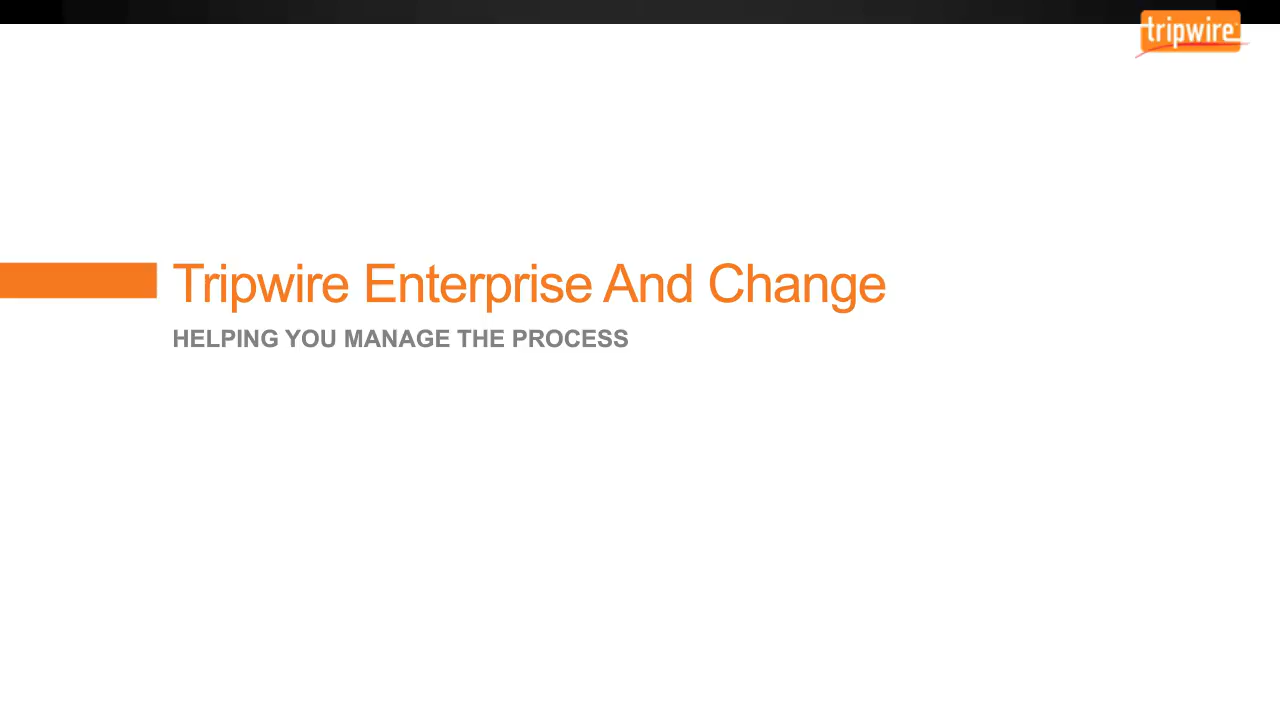 tripwire
Tripwire Enterprise And Change
HELPING YOU MANAGE THE PROCESS